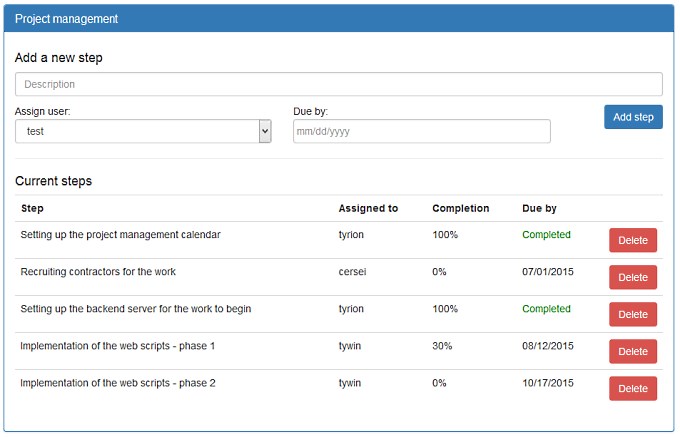 Project management
Add a new step
Description
Assign user: Due by:
test mm/dd/yyyy Add step
Current steps
Step Assigned to Completion Due by
Setting up the project management calendar tyrion 100% Completed Delete
Recruiting contractors for the work cersei 0% 07/01/2015 Delete
Setting up the backend server for the work to begin tyrion 100% Completed Delete
Implementation of the web scripts - phase 1 tywin 30% 08/12/2015 Delete
Implementation of the web scripts - phase 2 tywin 0% 10/17/2015 Delete